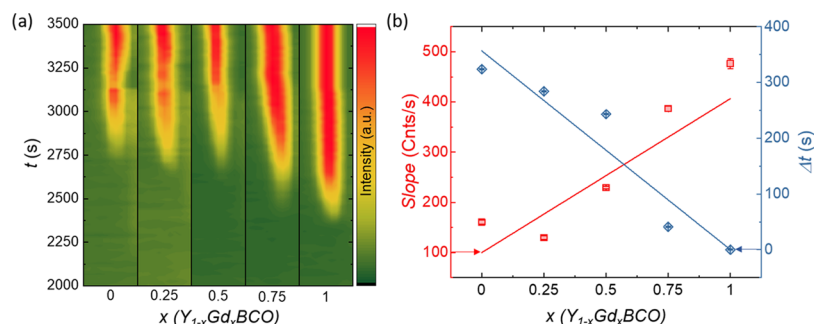 (a)
3500
3250
3000
2750
2500
2250
2000
t (s)
0 0.25 0.5 0.75 1
x (Y1-xGdxBCO)
Intensity (a.u.)
(b)
500
400
300
200
100
Slope (Cnts/s)
0 0.25 0.5 0.75 1
x (Y1-xGdxBCO)
400
300
200
100
0
Δt (s)